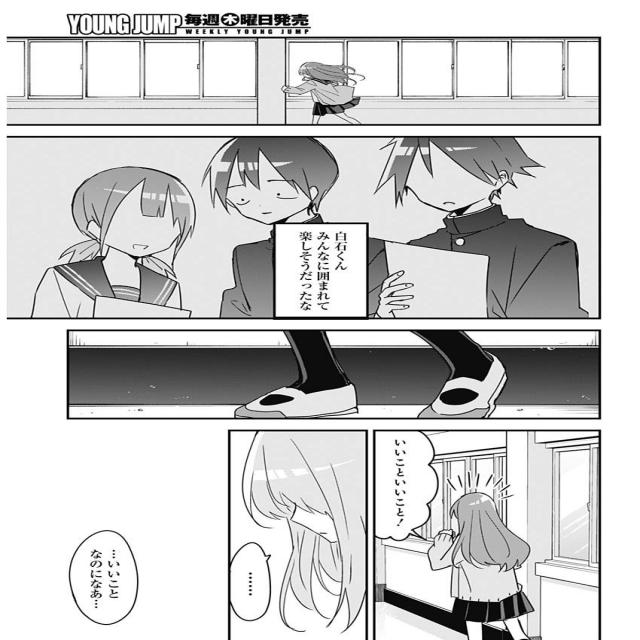 YOUNG JUMP 毎週木曜日発売
WEEKLY YOUNG JUMP
白石くん
みんなに囲まれて
楽しそうだったな
いいこといいこと!
………
…いいこと
なのになあ…